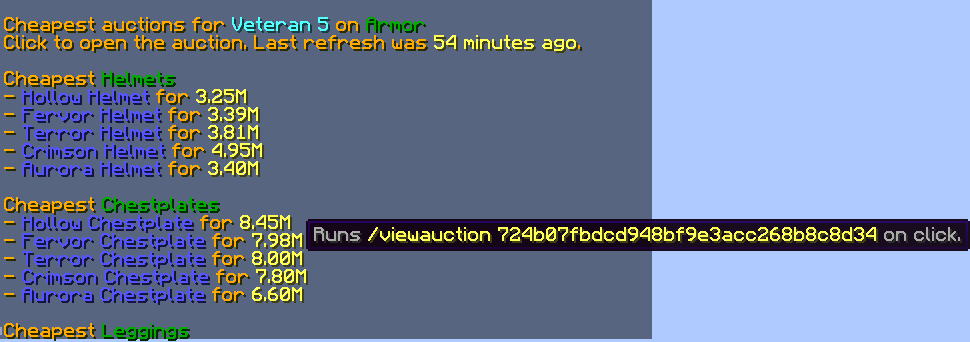 Cheapest auctions for Veteran 5 on Armor
Click to open the auction. Last refresh was 54 minutes ago.
Cheapest Helmets
- Hollow Helmet for 3.25M
- Fervor Helmet for 3.39M
- Terror Helmet for 3.81M
- Crimson Helmet for 4.95M
- Aurora Helmet for 3.40M
Cheapest Chestplates
- Hollow Chestplate for 8.45M
- Fervor Chestplate for 7.98M
Runs /viewauction 724b07fbdcd948bf9e3acc268b8c8d34 on click.
- Terror Chestplate for 8.00M
- Crimson Chestplate for 7.80M
- Aurora Chestplate for 6.60M
Cheapest Leggings